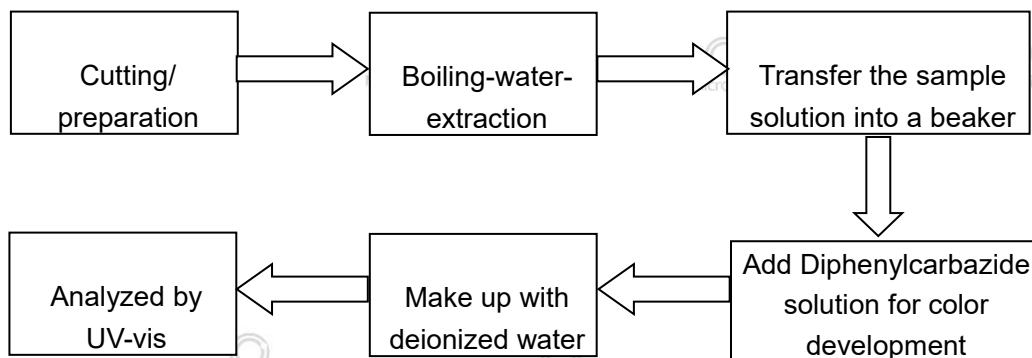 Cutting/
preparation
Boiling-water-
extraction
Transfer the sample
solution into a beaker
Add Diphenylcarbazide
solution for color
development
Make up with
deionized water
Analyzed by
UV-vis